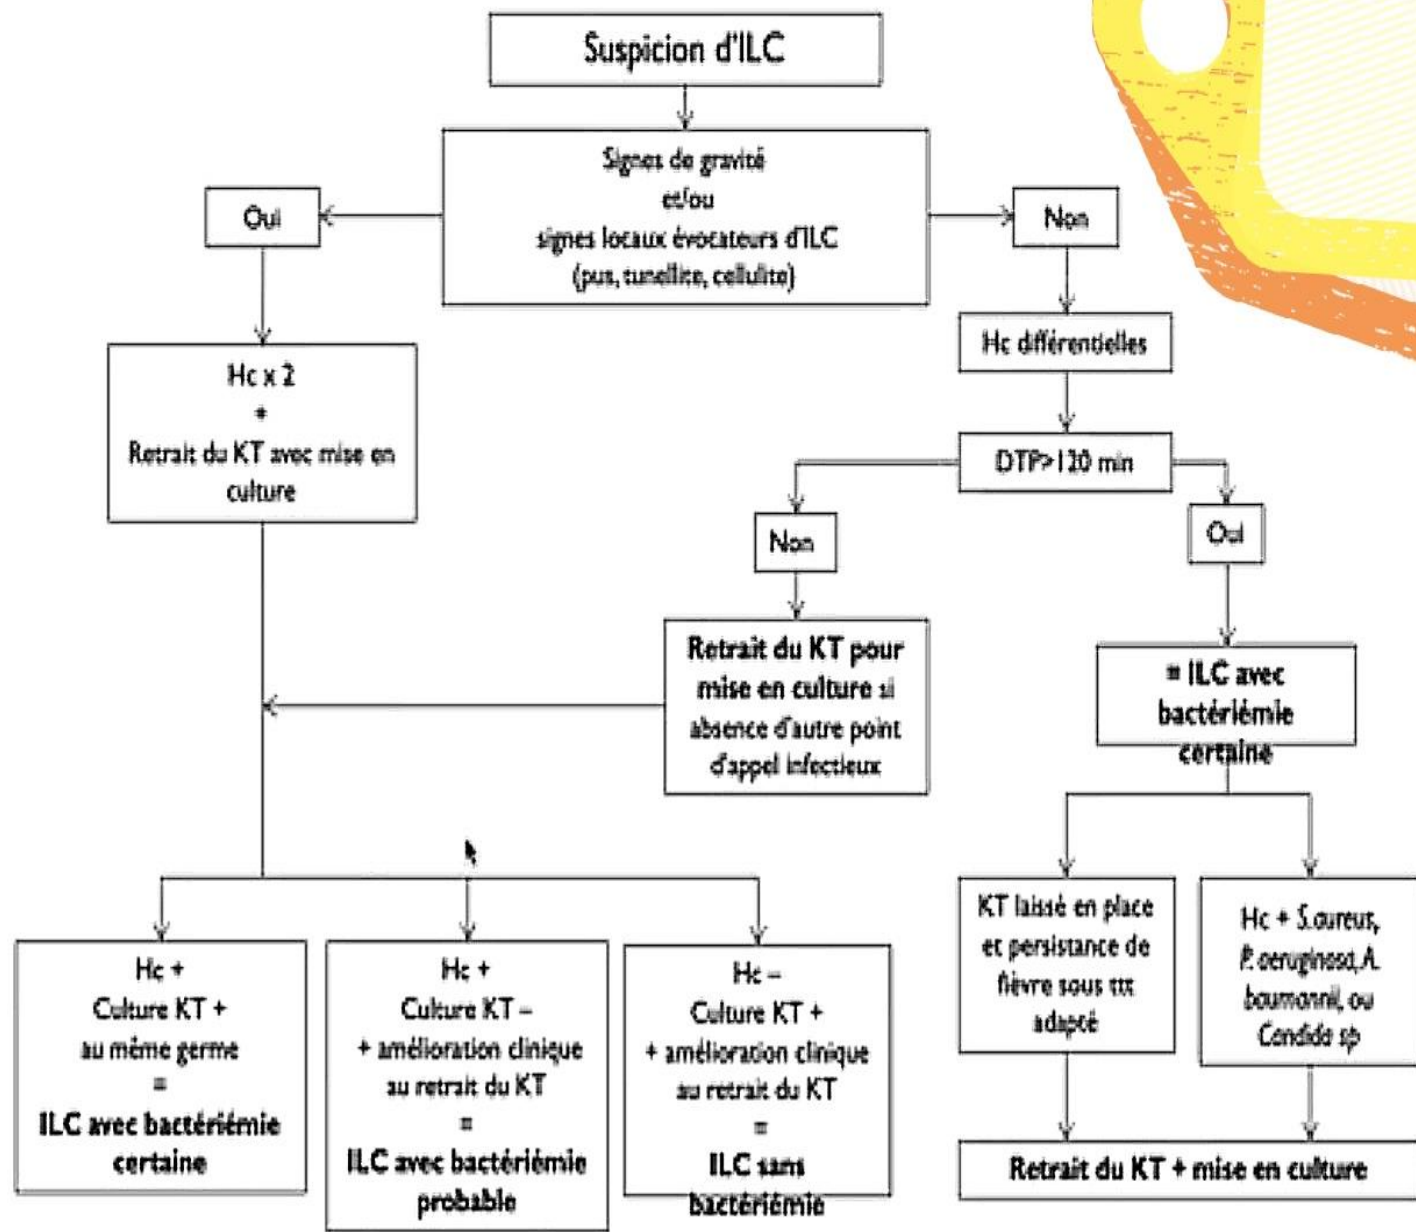 Suspicion d'ILC
Signes de gravité
et/ou
signes locaux évocateurs d'ILC
(pus, tunellite, cellulite)
Oui
Non
Hc x 2
+
Retrait du KT avec mise en
culture
Hc différentielles
DTP>120 min
Non
Oui
Retrait du KT pour
mise en culture si
absence d'autre point
d'appel infectieux
= ILC avec
bactériémie
certaine
Hc +
Culture KT +
au même germe
=
ILC avec bactériémie
certaine
Hc +
Culture KT –
+ amélioration clinique
au retrait du KT
=
ILC avec bactériémie
probable
Hc –
Culture KT +
+ amélioration clinique
au retrait du KT
=
ILC sans
bactériémie
KT laissé en place
et persistance de
fièvre sous ttt
adapté
Hc + S.aureus,
P. aeruginosa, A.
baumannii, ou
Candida sp
Retrait du KT + mise en culture